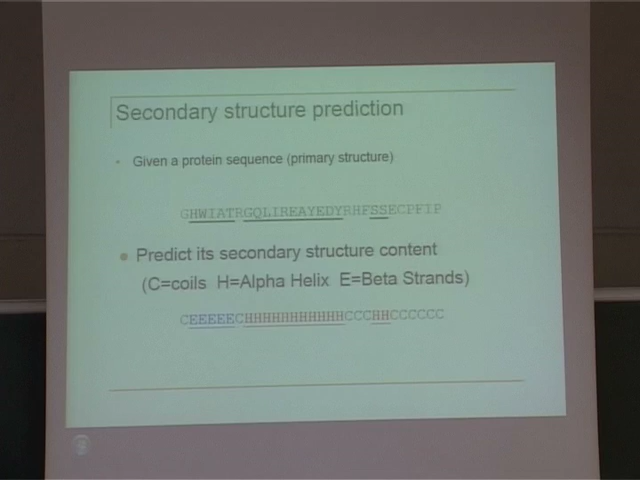 Secondary structure prediction
• Given a protein sequence (primary structure)
GHWIATRGQLIREAYEDYRHFSSECPFIP
• Predict its secondary structure content
(C=coils H=Alpha Helix E=Beta Strands)
CEEEEECHHHHHHHHHHHCCCHHCCCCCC